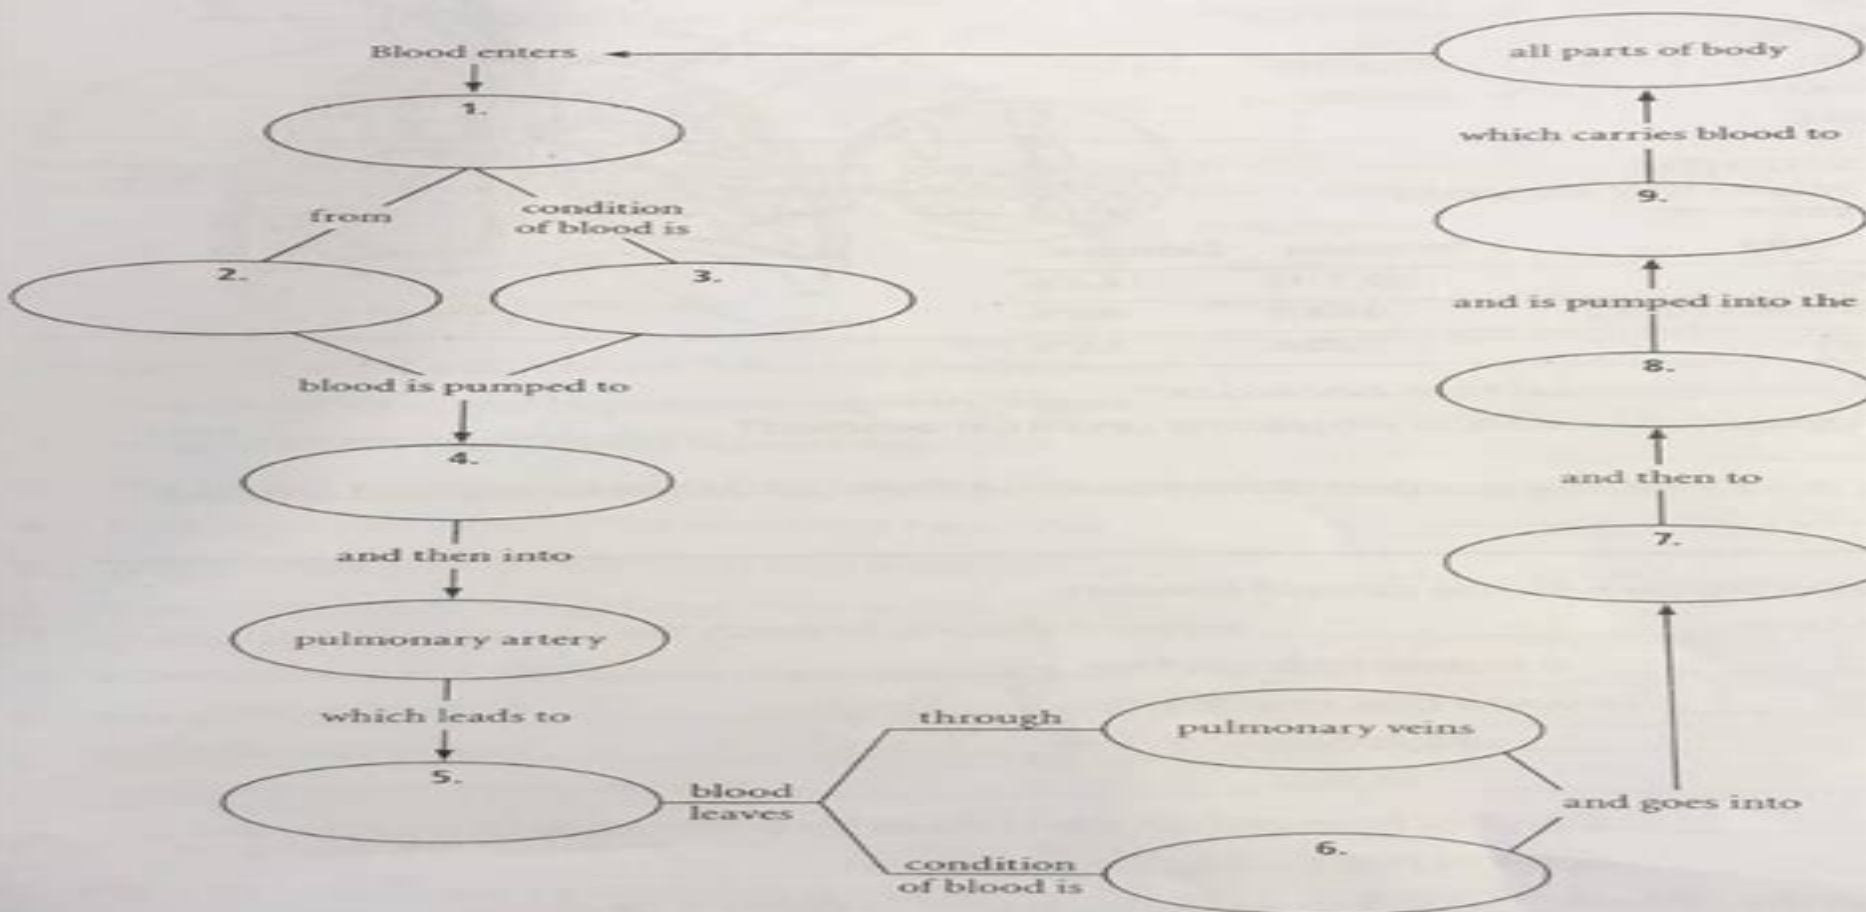 Blood enters
1.
from
condition
of blood is
2.
3.
blood is pumped to
4.
and then into
pulmonary artery
which leads to
5.
blood
leaves
through
pulmonary veins
condition
of blood is
6.
and goes into
7.
and then to
8.
and is pumped into the
9.
which carries blood to
all parts of body